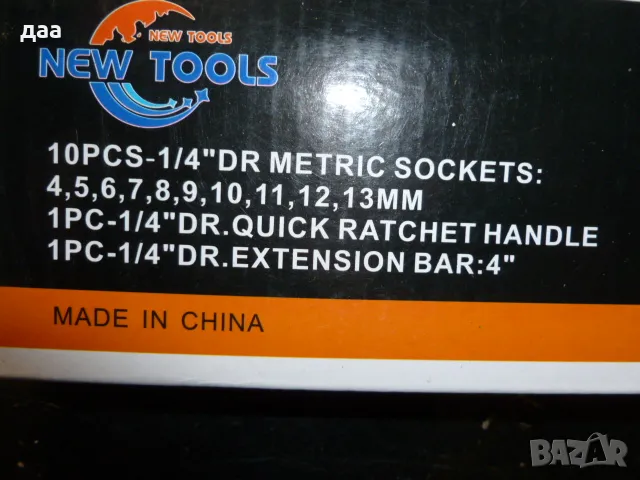 даа
NEW TOOLS
NEW TOOLS
10PCS-1/4"DR METRIC SOCKETS:
4,5,6,7,8,9,10,11,12,13MM
1PC-1/4"DR.QUICK RATCHET HANDLE
1PC-1/4"DR.EXTENSION BAR:4"
MADE IN CHINA
BAZAR